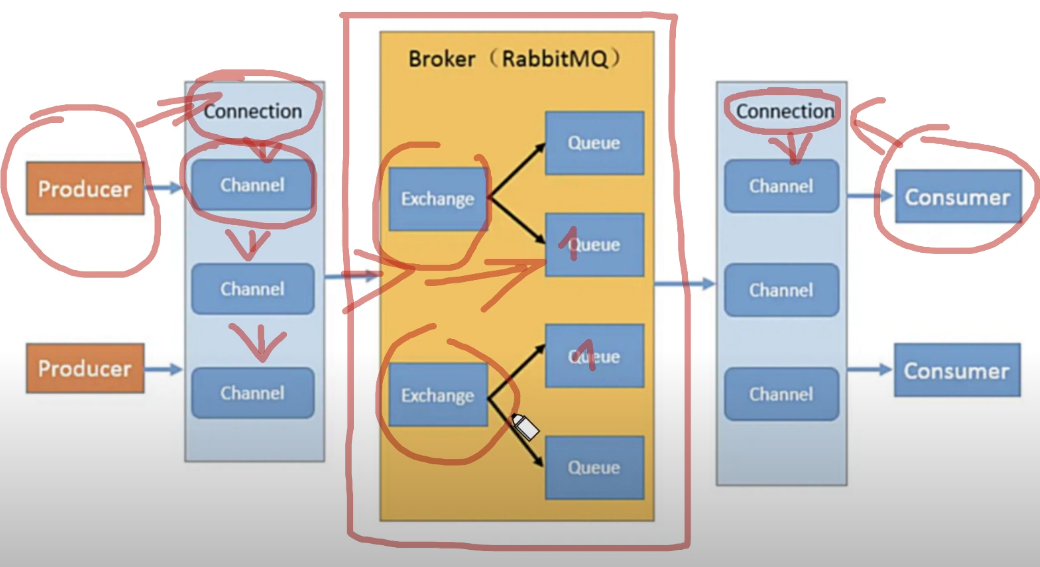 Broker（RabbitMQ）
Connection
Connection
Producer
Channel
Exchange
Queue
Channel
Consumer
Queue
Channel
Channel
Producer
Queue
Consumer
Channel
Exchange
Channel
Queue